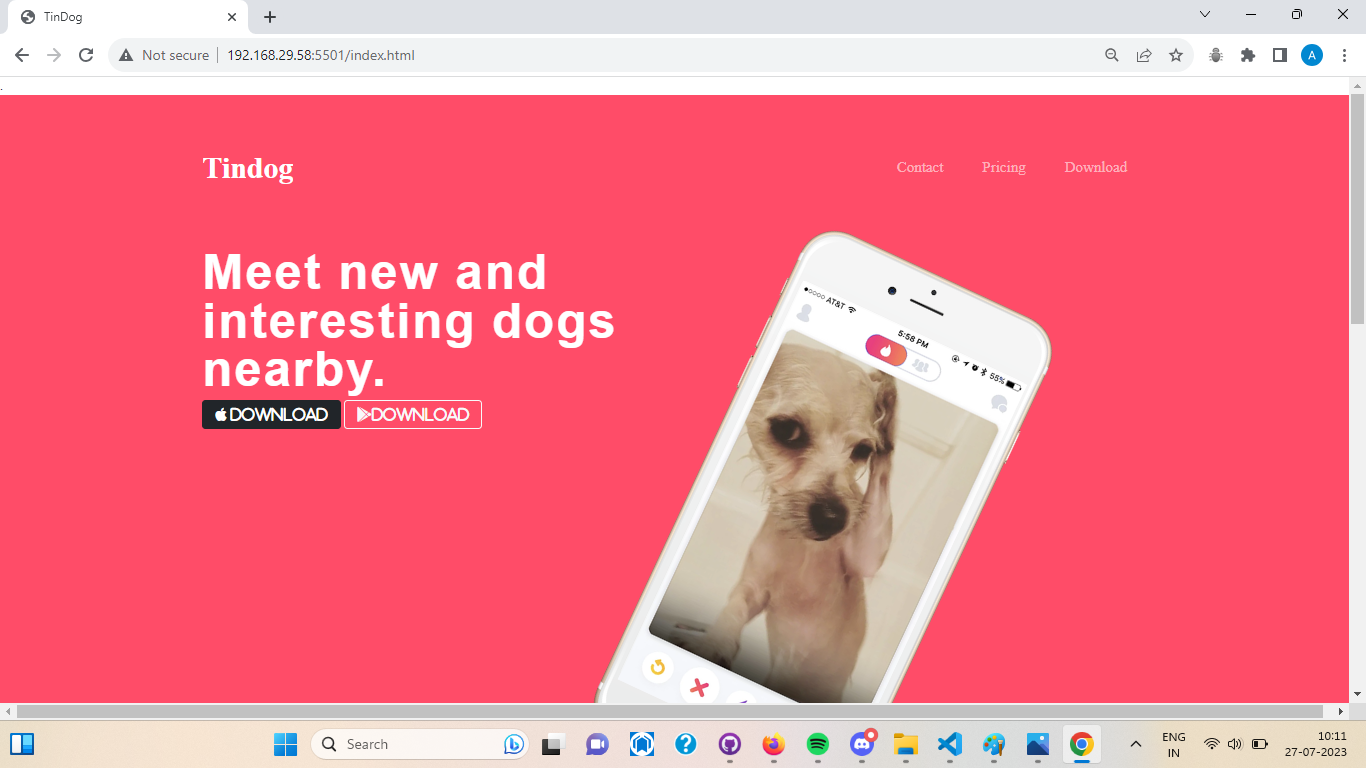 TinDog
Not secure
192.168.29.58:5501/index.html
A
.
Tindog
Contact
Pricing
Download
Meet new and
interesting dogs
nearby.
DOWNLOAD
DOWNLOAD
AT&T
5:58 PM
55%
Search
ENG
IN
10:11
27-07-2023